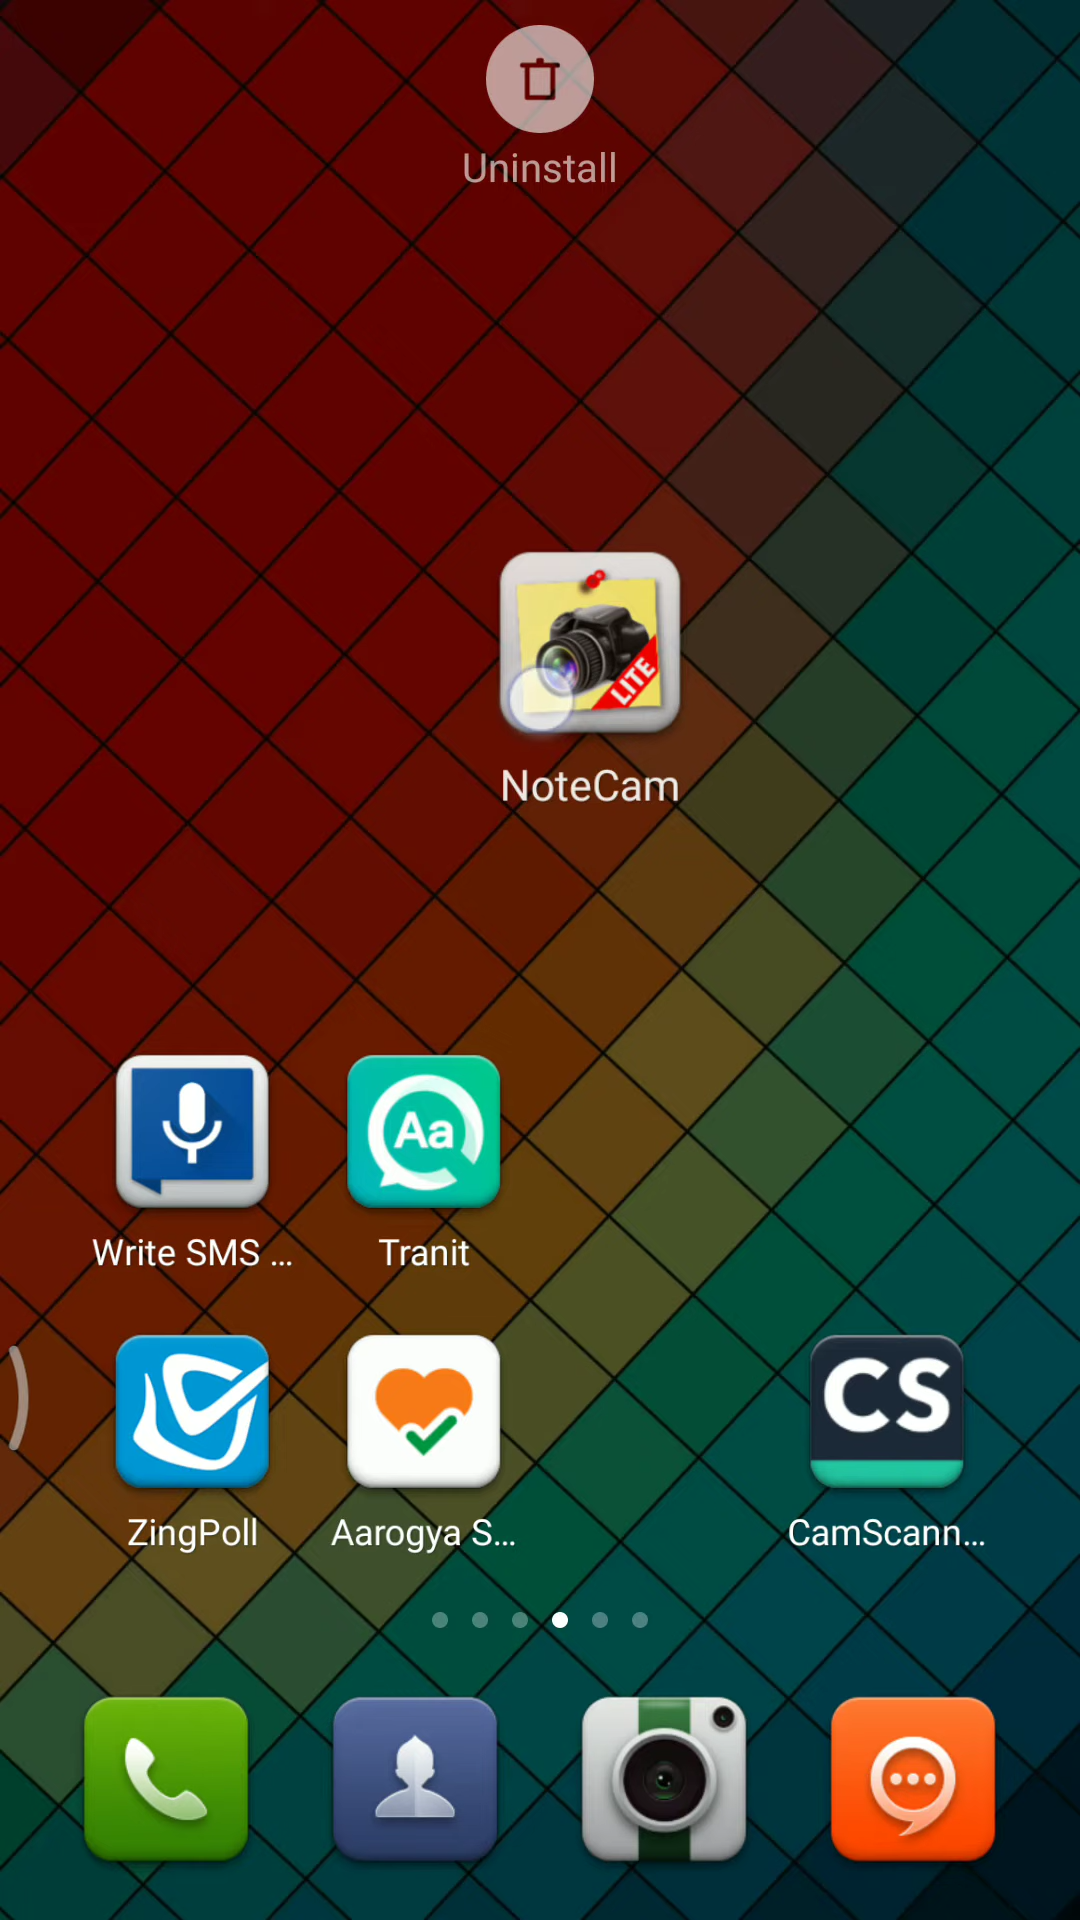 Uninstall
LITE
NoteCam
Aa
Write SMS ...
Tranit
CS
ZingPoll
Aarogya S...
CamScann...